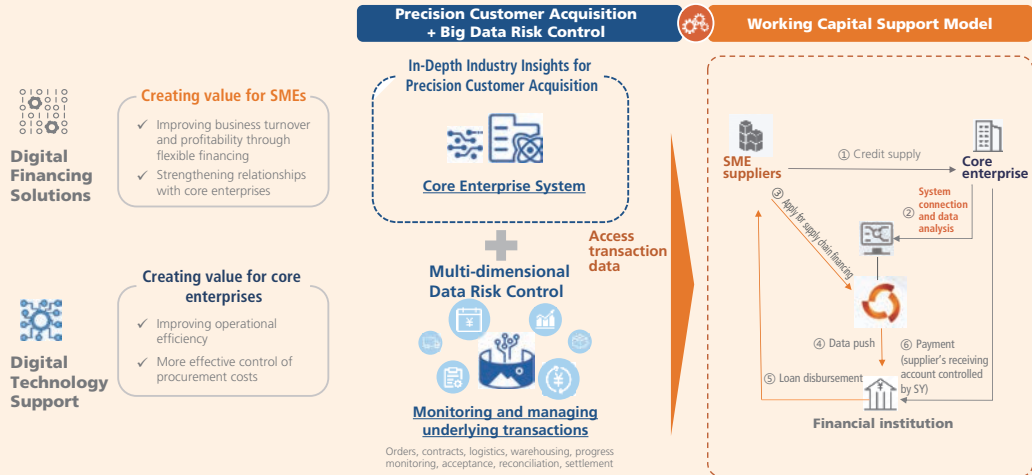 Precision Customer Acquisition
+ Big Data Risk Control
Working Capital Support Model
Digital
Financing
Solutions
Creating value for SMEs
✓ Improving business turnover
and profitability through
flexible financing
✓ Strengthening relationships
with core enterprises
Digital
Technology
Support
Creating value for core
enterprises
✓ Improving operational
efficiency
✓ More effective control of
procurement costs
In-Depth Industry Insights for
Precision Customer Acquisition
Core Enterprise System
Multi-dimensional
Data Risk Control
¥
¥
Monitoring and managing
underlying transactions
Orders, contracts, logistics, warehousing, progress
monitoring, acceptance, reconciliation, settlement
Access
transaction
data
SME
suppliers
① Credit supply
Core
enterprise
② System
connection
and data
analysis
③ Apply for supply chain financing
④ Data push
⑤ Loan disbursement
⑥ Payment
(supplier's receiving
account controlled
by SY)
¥
Financial institution